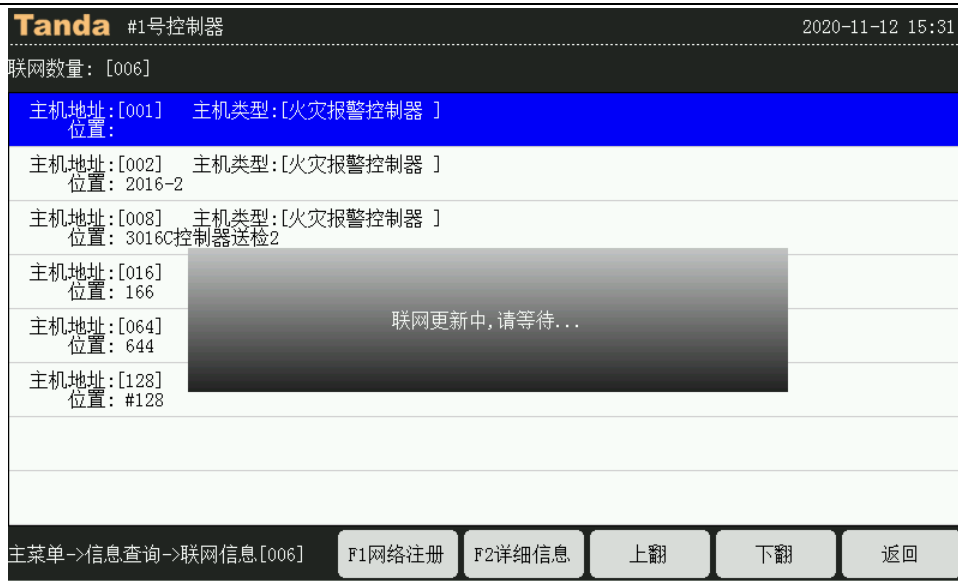 Tanda #1号控制器 2020-11-12 15:31
联网数量: [006]
主机地址:[001] 主机类型:[火灾报警控制器 ]
位置:
主机地址:[002] 主机类型:[火灾报警控制器 ]
位置: 2016-2
主机地址:[008] 主机类型:[火灾报警控制器 ]
位置: 3016C控制器送检2
主机地址:[016]
位置: 166
联网更新中,请等待...
主机地址:[064]
位置: 644
主机地址:[128]
位置: #128
主菜单->信息查询->联网信息[006] F1网络注册 F2详细信息 上翻 下翻 返回